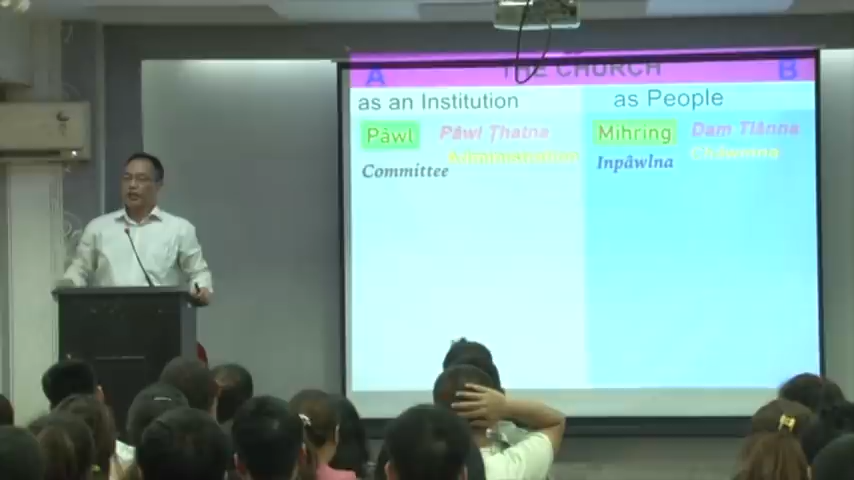 A THE CHURCH B
as an Institution
Pâwl Pâwl Ṭhatna
Administration
Committee
as People
Mihring Dam Tlânna
Inpâwlna Chawmna